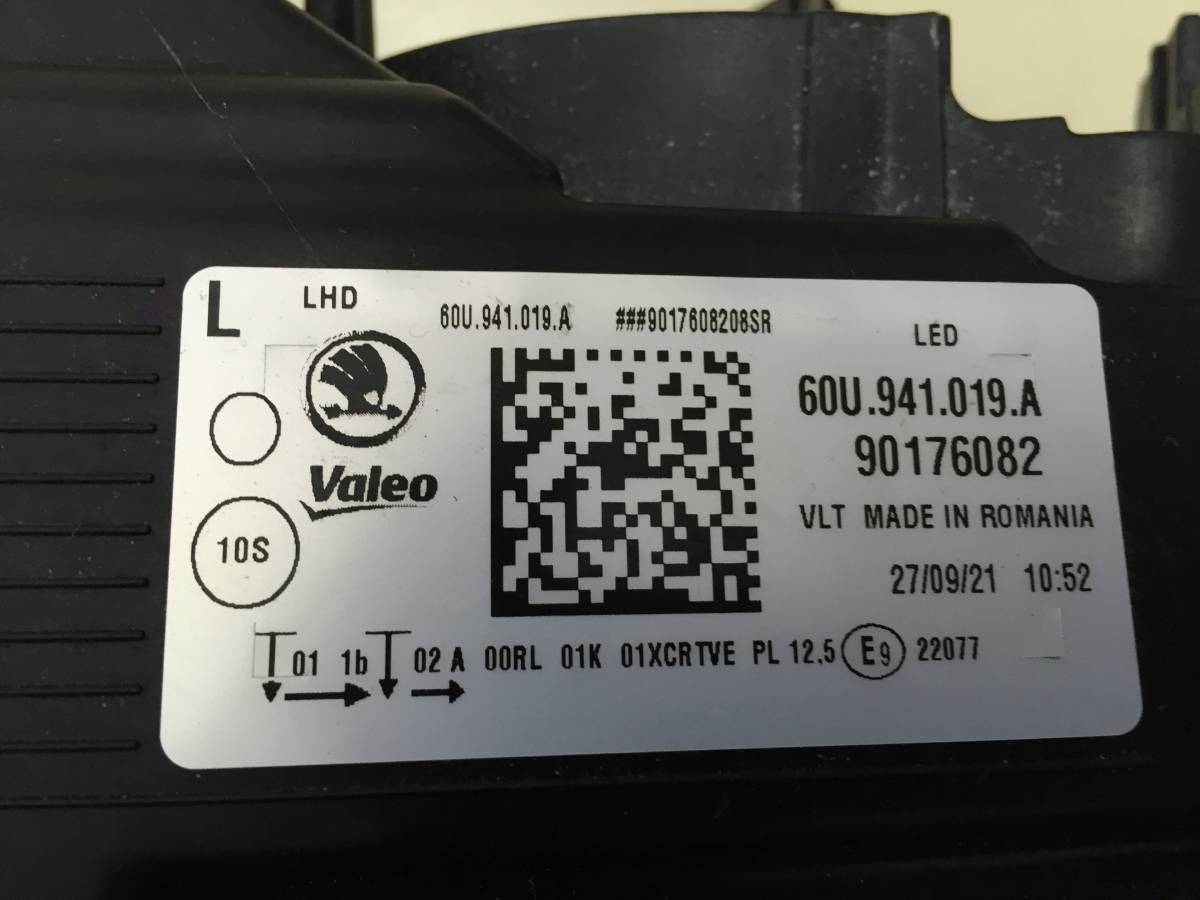 L
LHD
60U.941.019.A ###9017608208SR
LED
60U.941.019.A
90176082
Valeo
VLT MADE IN ROMANIA
10S
27/09/21 10:52
01 1b 02 A 00RL 01K 01XCRTVE PL 12.5 E9 22077